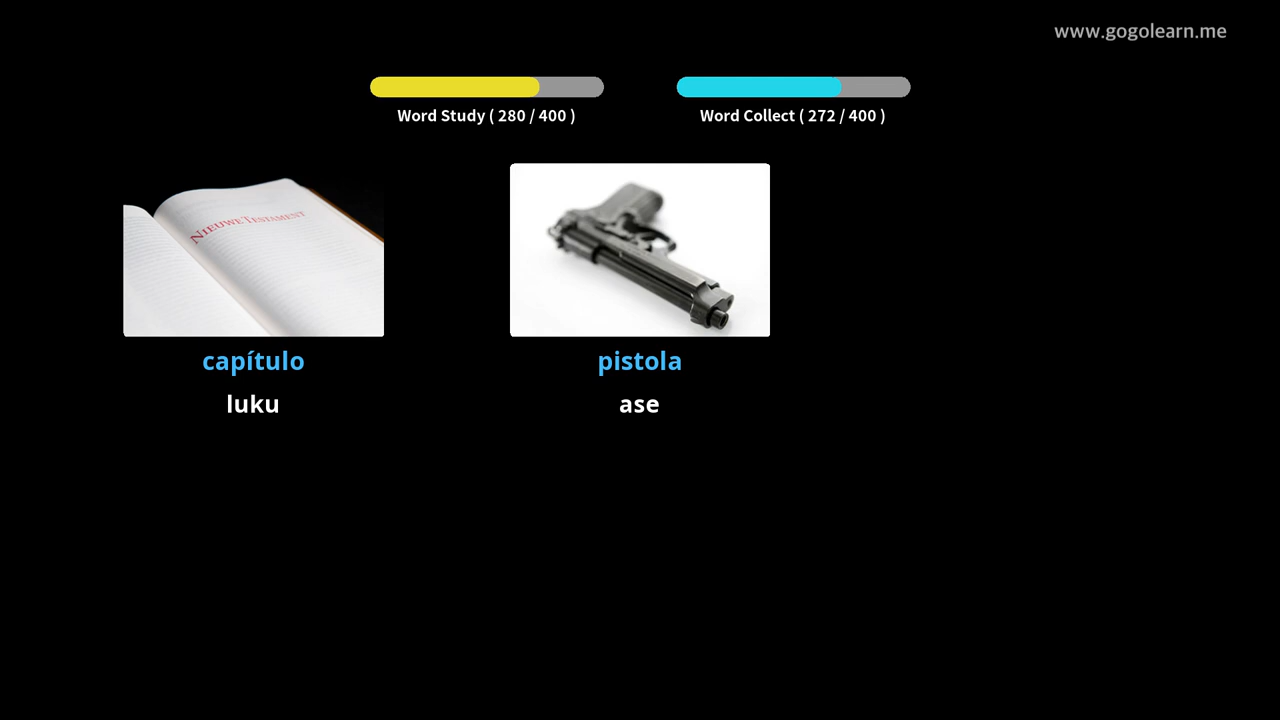 www.gogolearn.me
Word Study ( 280 / 400 )
Word Collect ( 272 / 400 )
NIEUWE TESTAMENT
capítulo
pistola
luku
ase